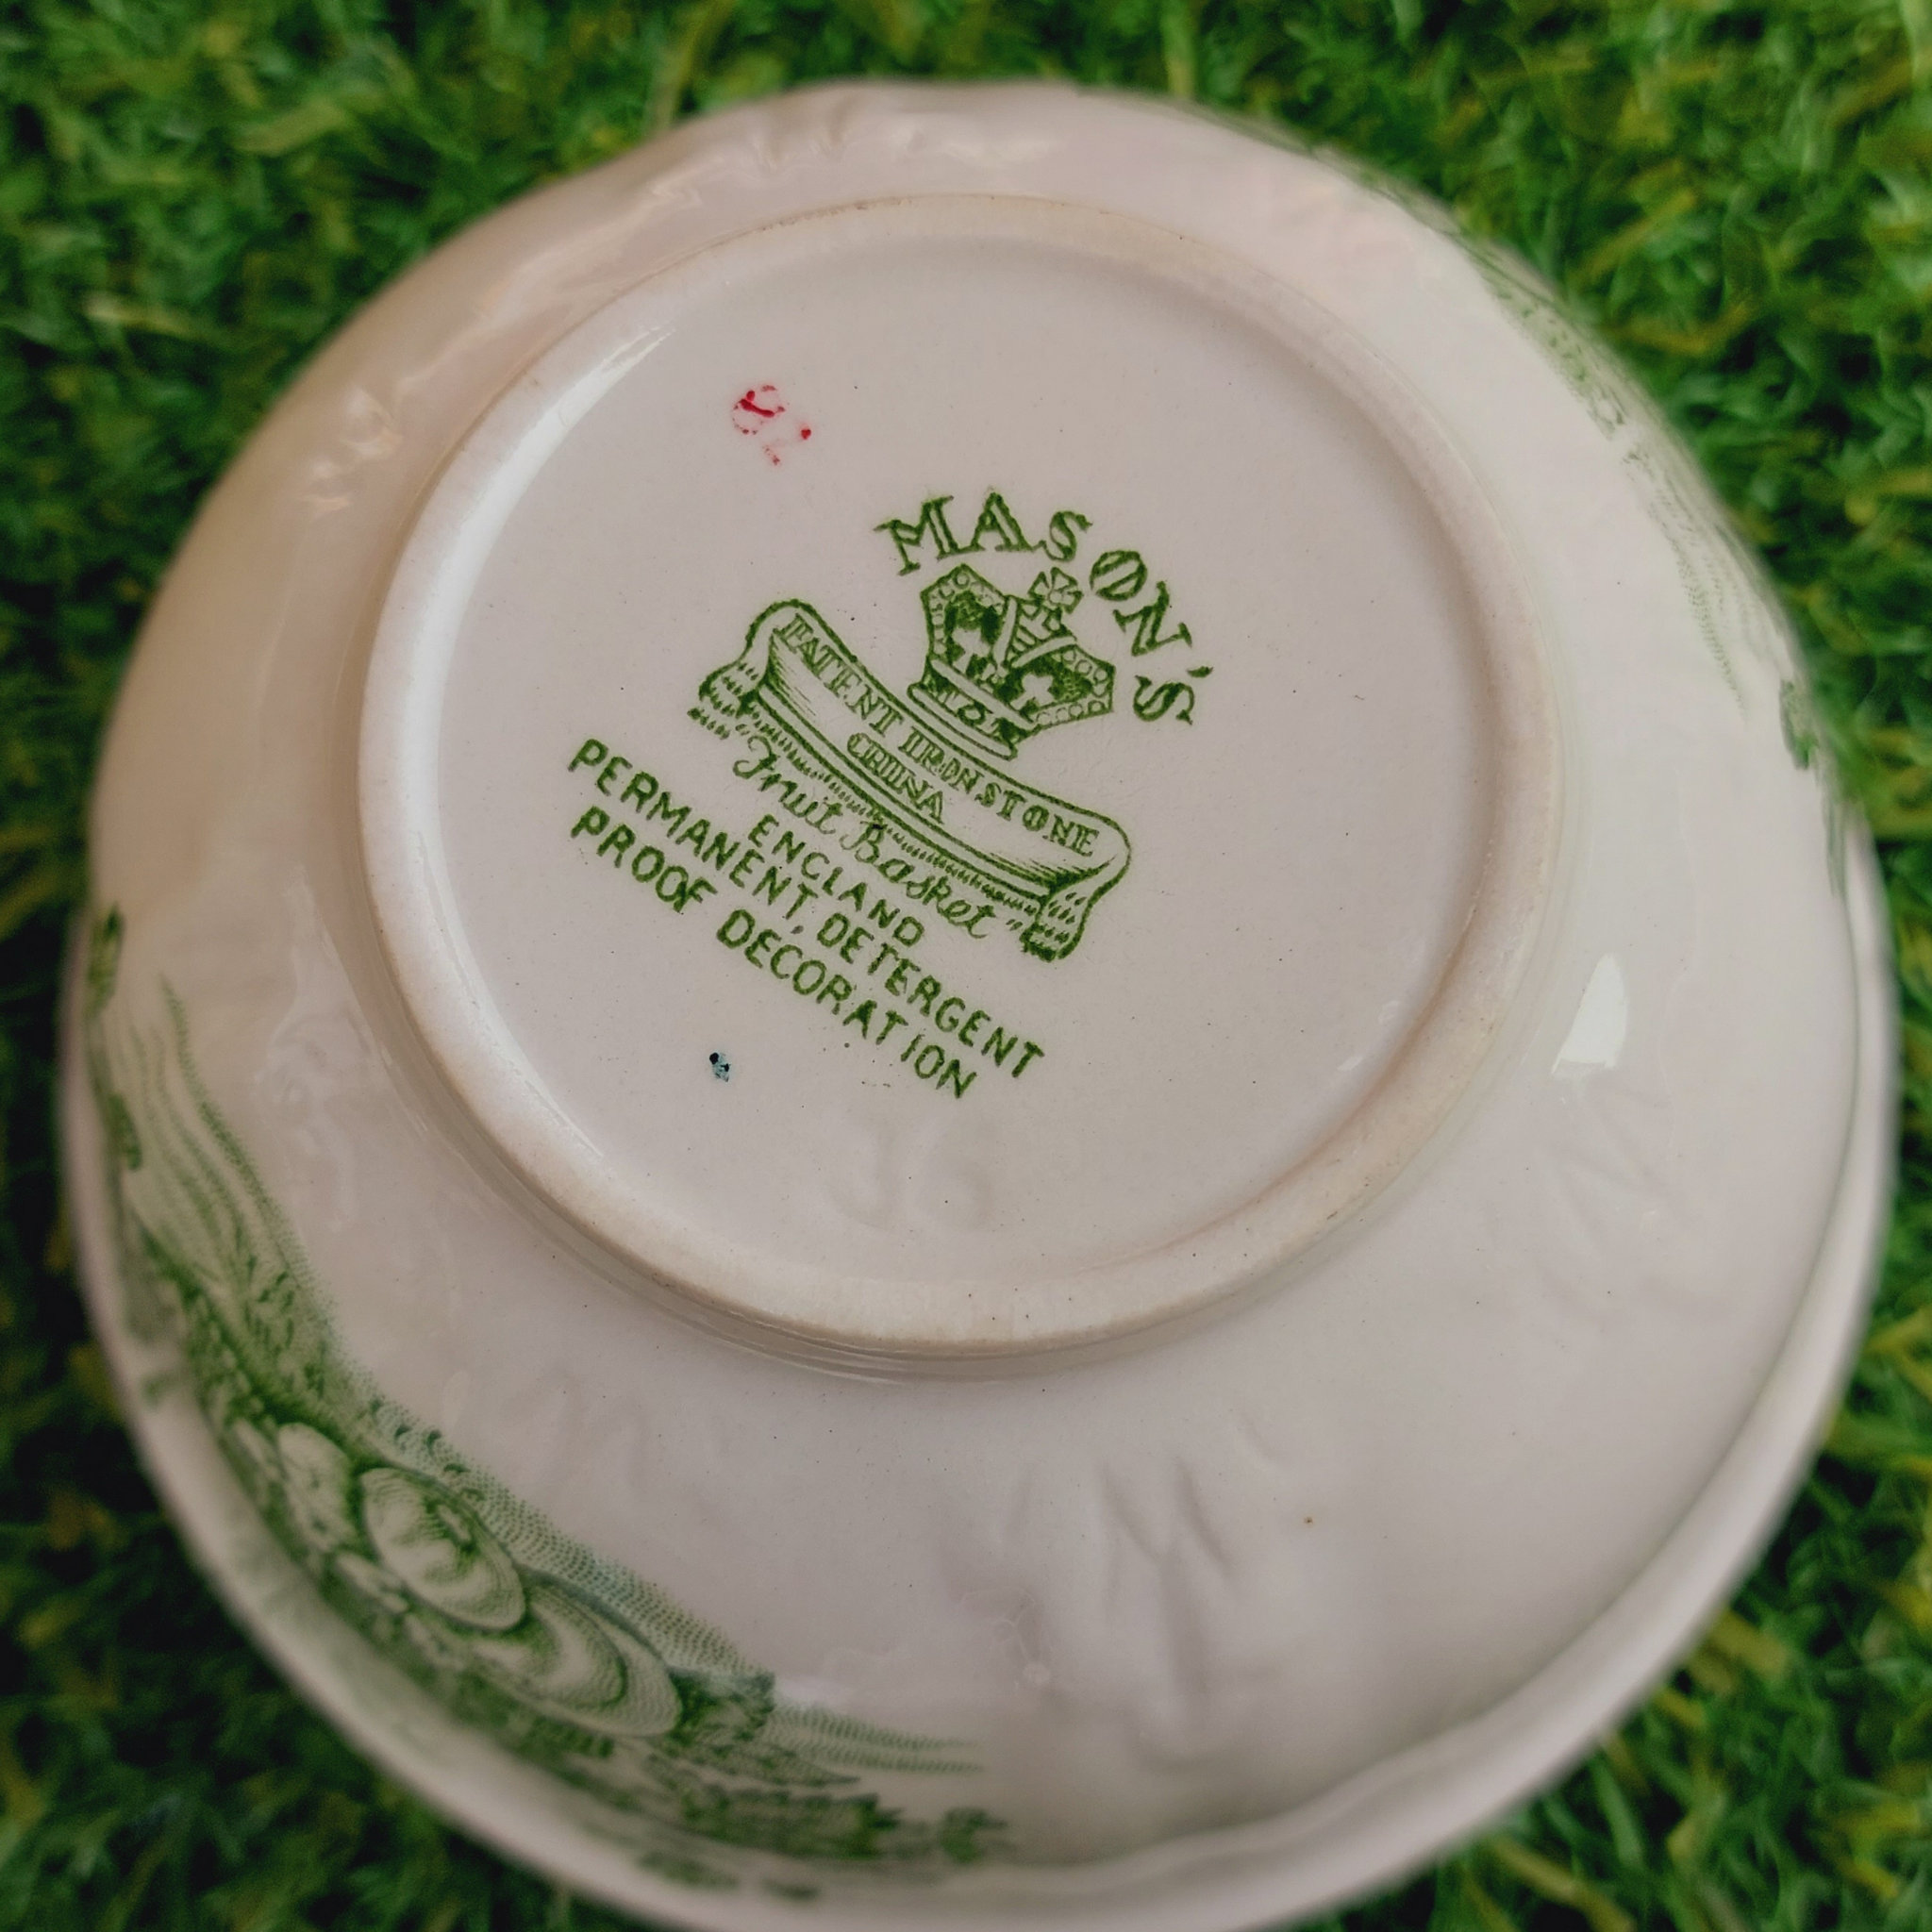 MASON'S
PATENT IRONSTONE
CHINA
"Fruit Basket"
ENGLAND
PERMANENT, DETERGENT
PROOF DECORATION